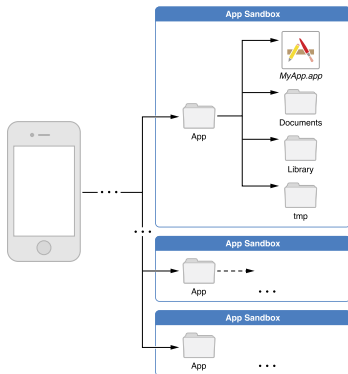 App Sandbox
MyApp.app
Documents
App
Library
tmp
App Sandbox
App
App Sandbox
App